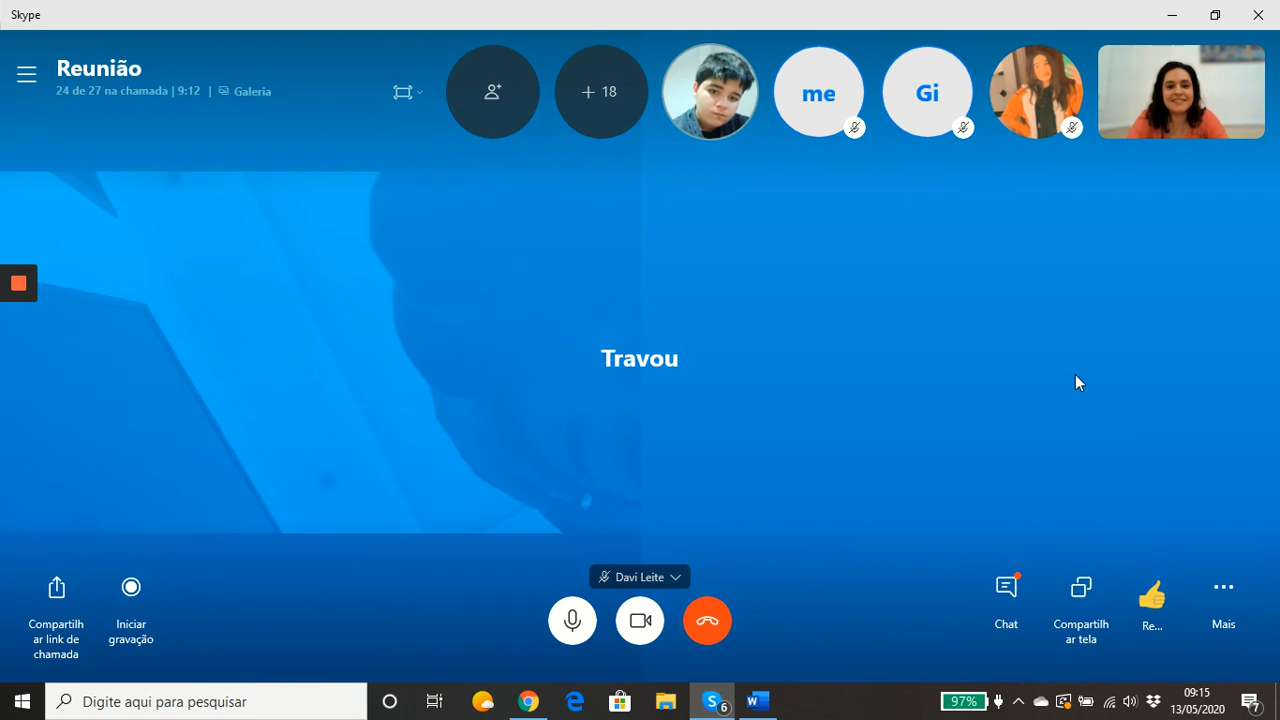 Skype
Reunião
24 de 27 na chamada | 9:12 | Galeria
+ 18
me
Gi
Travou
Davi Leite
Compartilh
ar link de
chamada
Iniciar
gravação
Chat
Compartilh
ar tela
Re...
Mais
Digite aqui para pesquisar
6
97%
09:15
13/05/2020
7